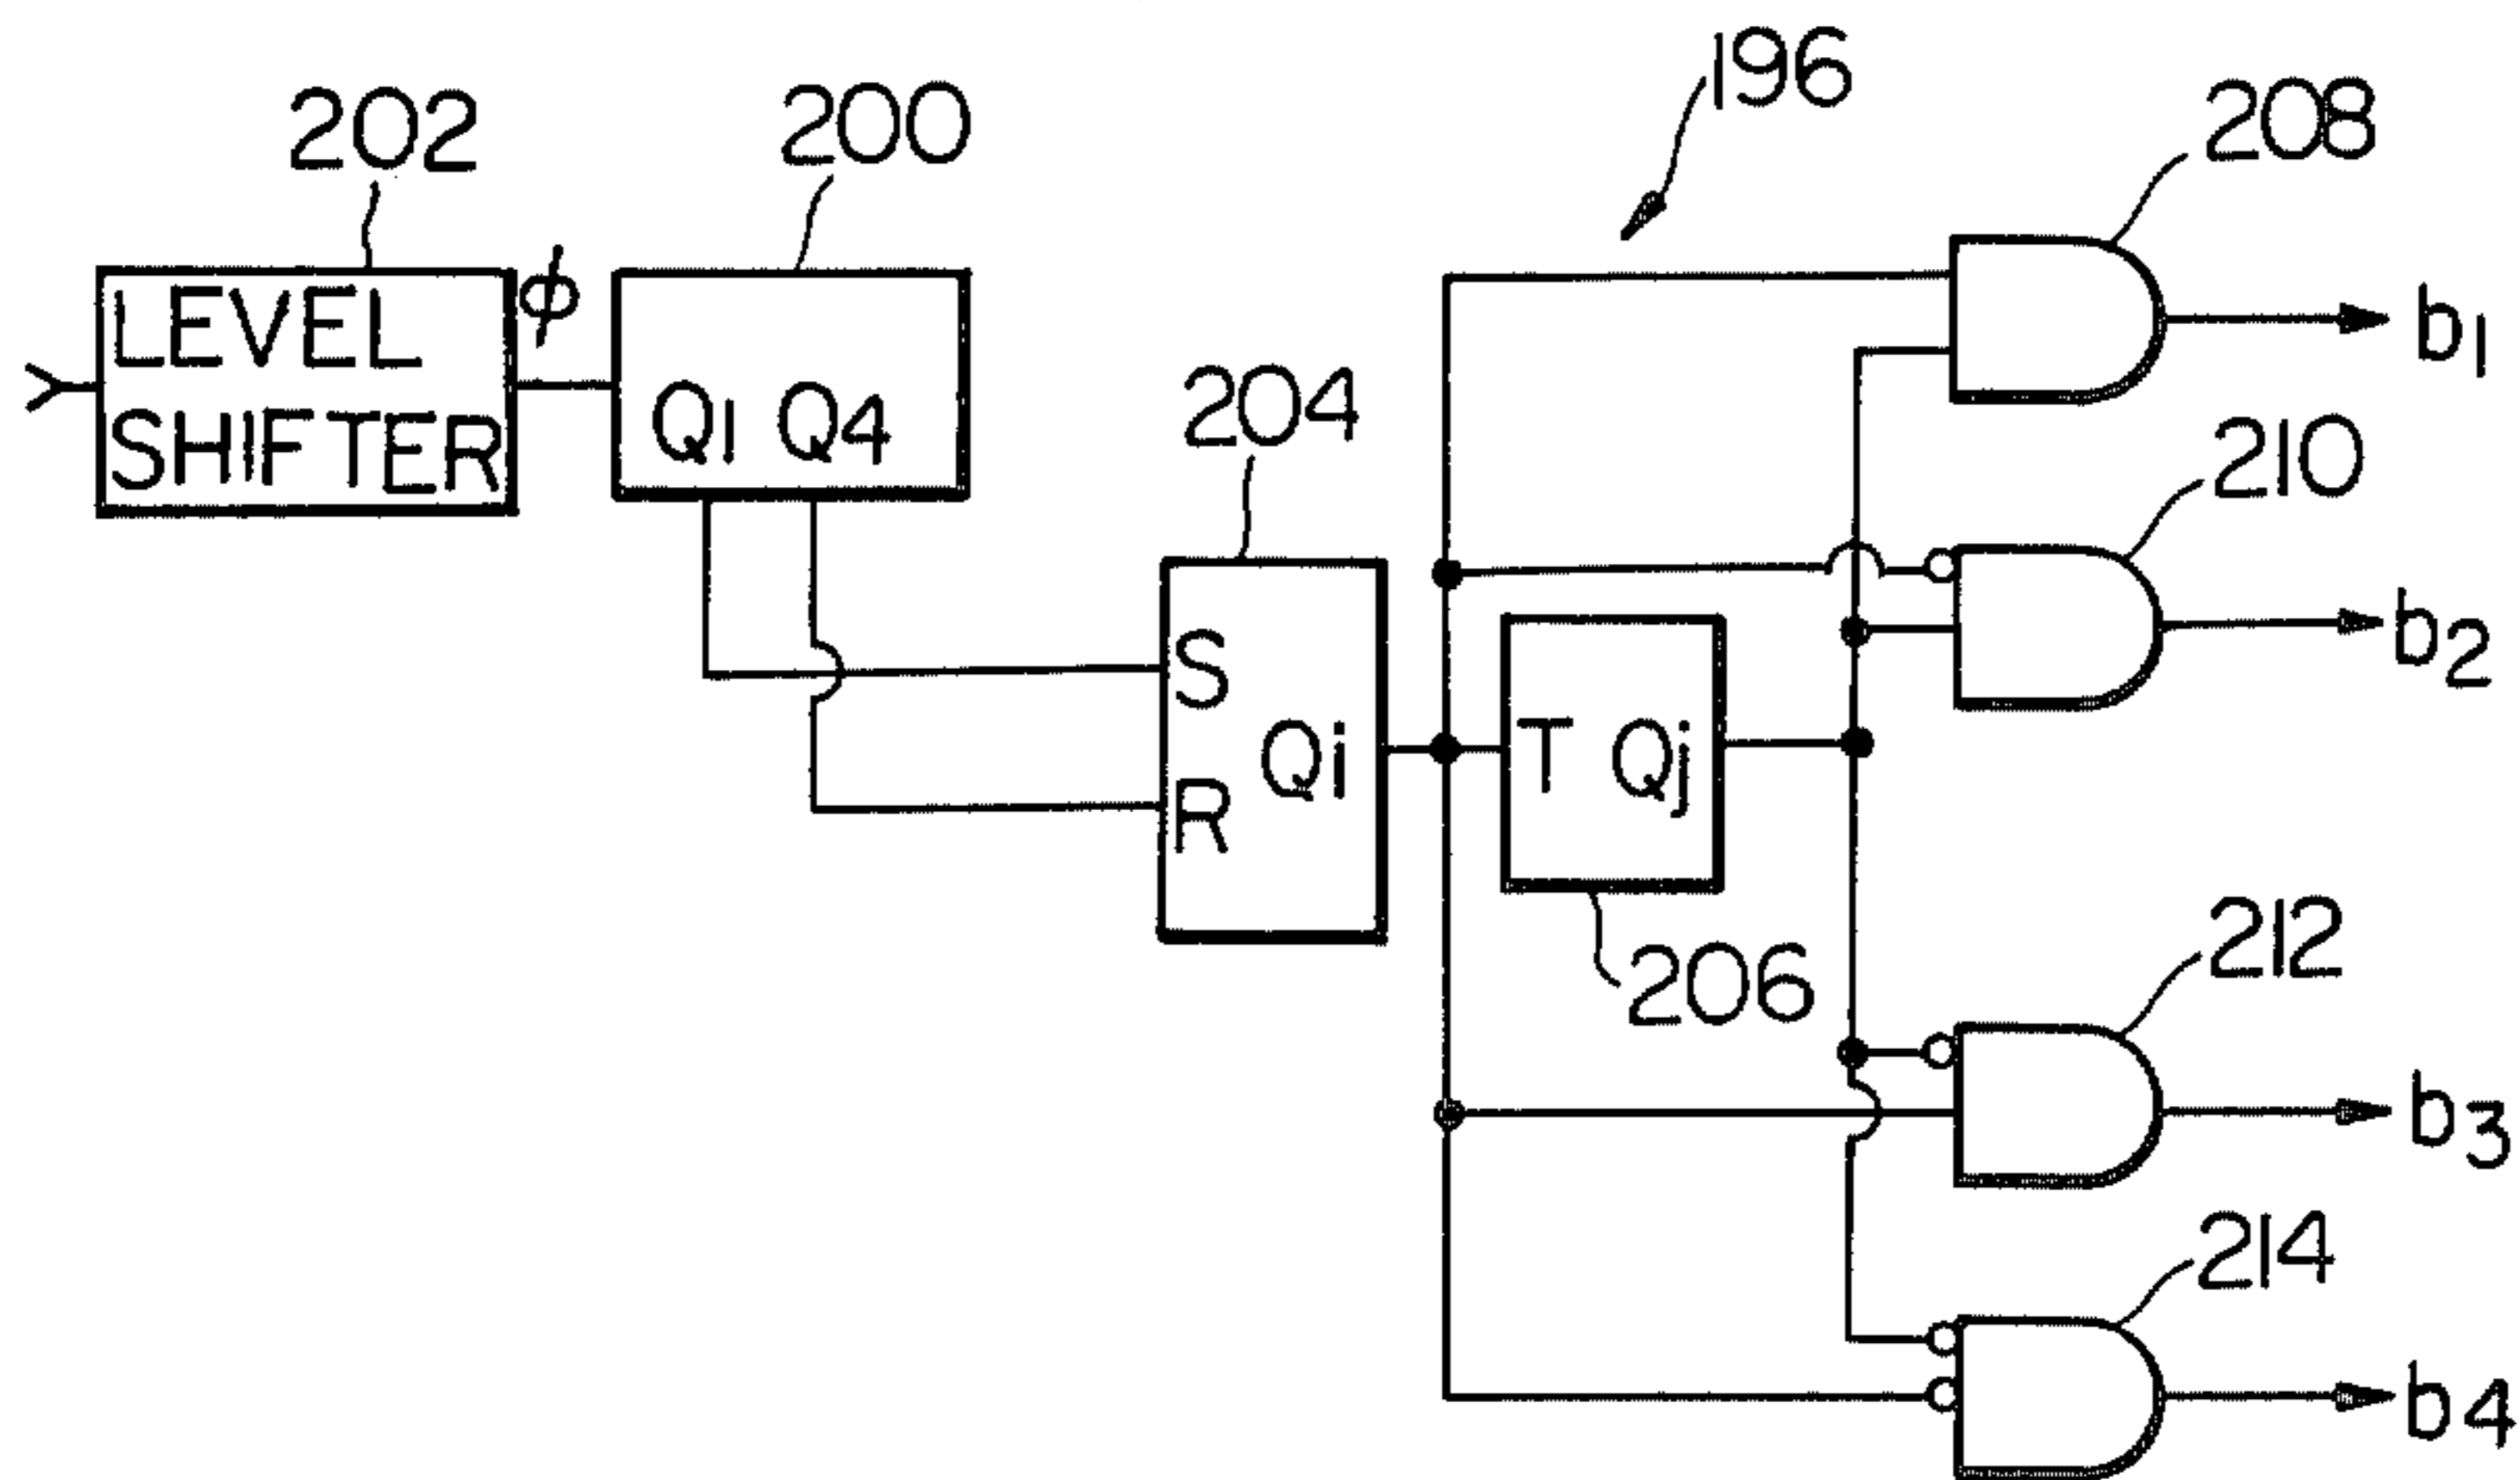 196
202
200
208
LEVEL
SHIFTER
ϕ
Q1 Q4
b1
204
210
S
R
Qi
T Qj
b2
206
212
b3
214
b4